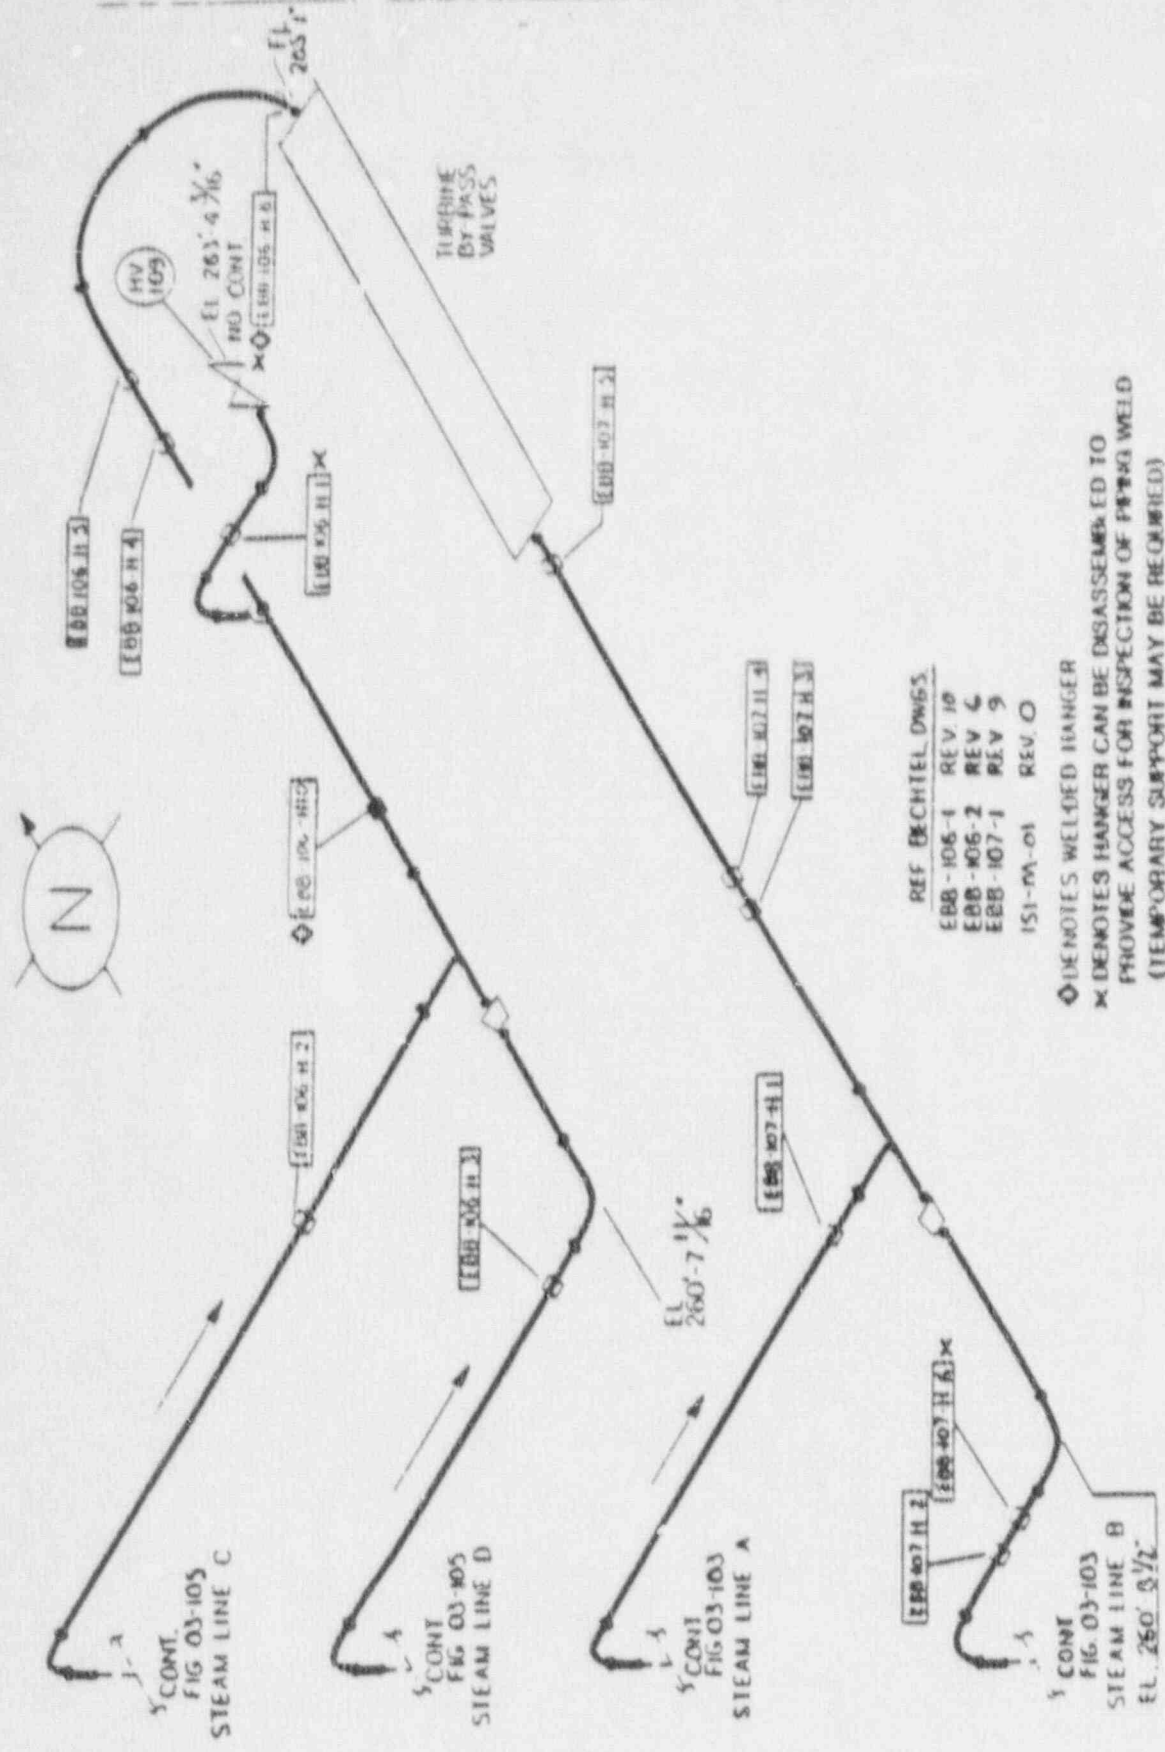 N
EL
205'
HV
109
EL 263'-4 3/16"
NO CONT
EBB 106 H 6
TURBINE
BY PASS
VALVES
EBB 106 H 5
EBB 106 H 4
EBB 106 H 1
EBB 107 H 5
EBB 106
EBB 107 H 4
EBB 107 H 3
EBB 106 H 2
EBB-106 H 3
EL
260'-7 11/16"
EBB-107-H 1
EBB 107 H 2
EBB 107 H 6
CONT.
FIG 03-105
STEAM LINE C
CONT
FIG 03-105
STEAM LINE D
CONT
FIG 03-103
STEAM LINE A
CONT
FIG. 03-103
STEAM LINE B
EL. 260' 8 1/2"
REF BECHTEL DWGS.
EBB-106-1 REV. 10
EBB-106-2 REV 6
EBB-107-1 REV 9
ISI-M-01 REV. 0
◇ DENOTES WELDED HANGER
× DENOTES HANGER CAN BE DISASSEMBLED TO
PROVIDE ACCESS FOR INSPECTION OF PIPING WELD
(TEMPORARY SUPPORT MAY BE REQUIRED)